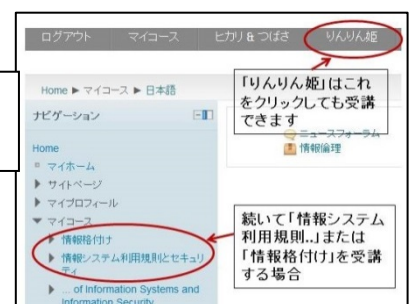 ログアウト マイコース ヒカリ & つばさ りんりん姫
「りんりん姫」はこれ
をクリックしても受講
できます
Home ▶ マイコース ▶ 日本語
ナビゲーション
ニュースフォーラム
情報倫理
Home
マイホーム
サイトページ
マイプロフィール
マイコース
情報格付け
情報システム利用規則とセキュリ
ティ
... of Information Systems and
Information Security
続いて「情報システム
利用規則..」または
「情報格付け」を受講
する場合